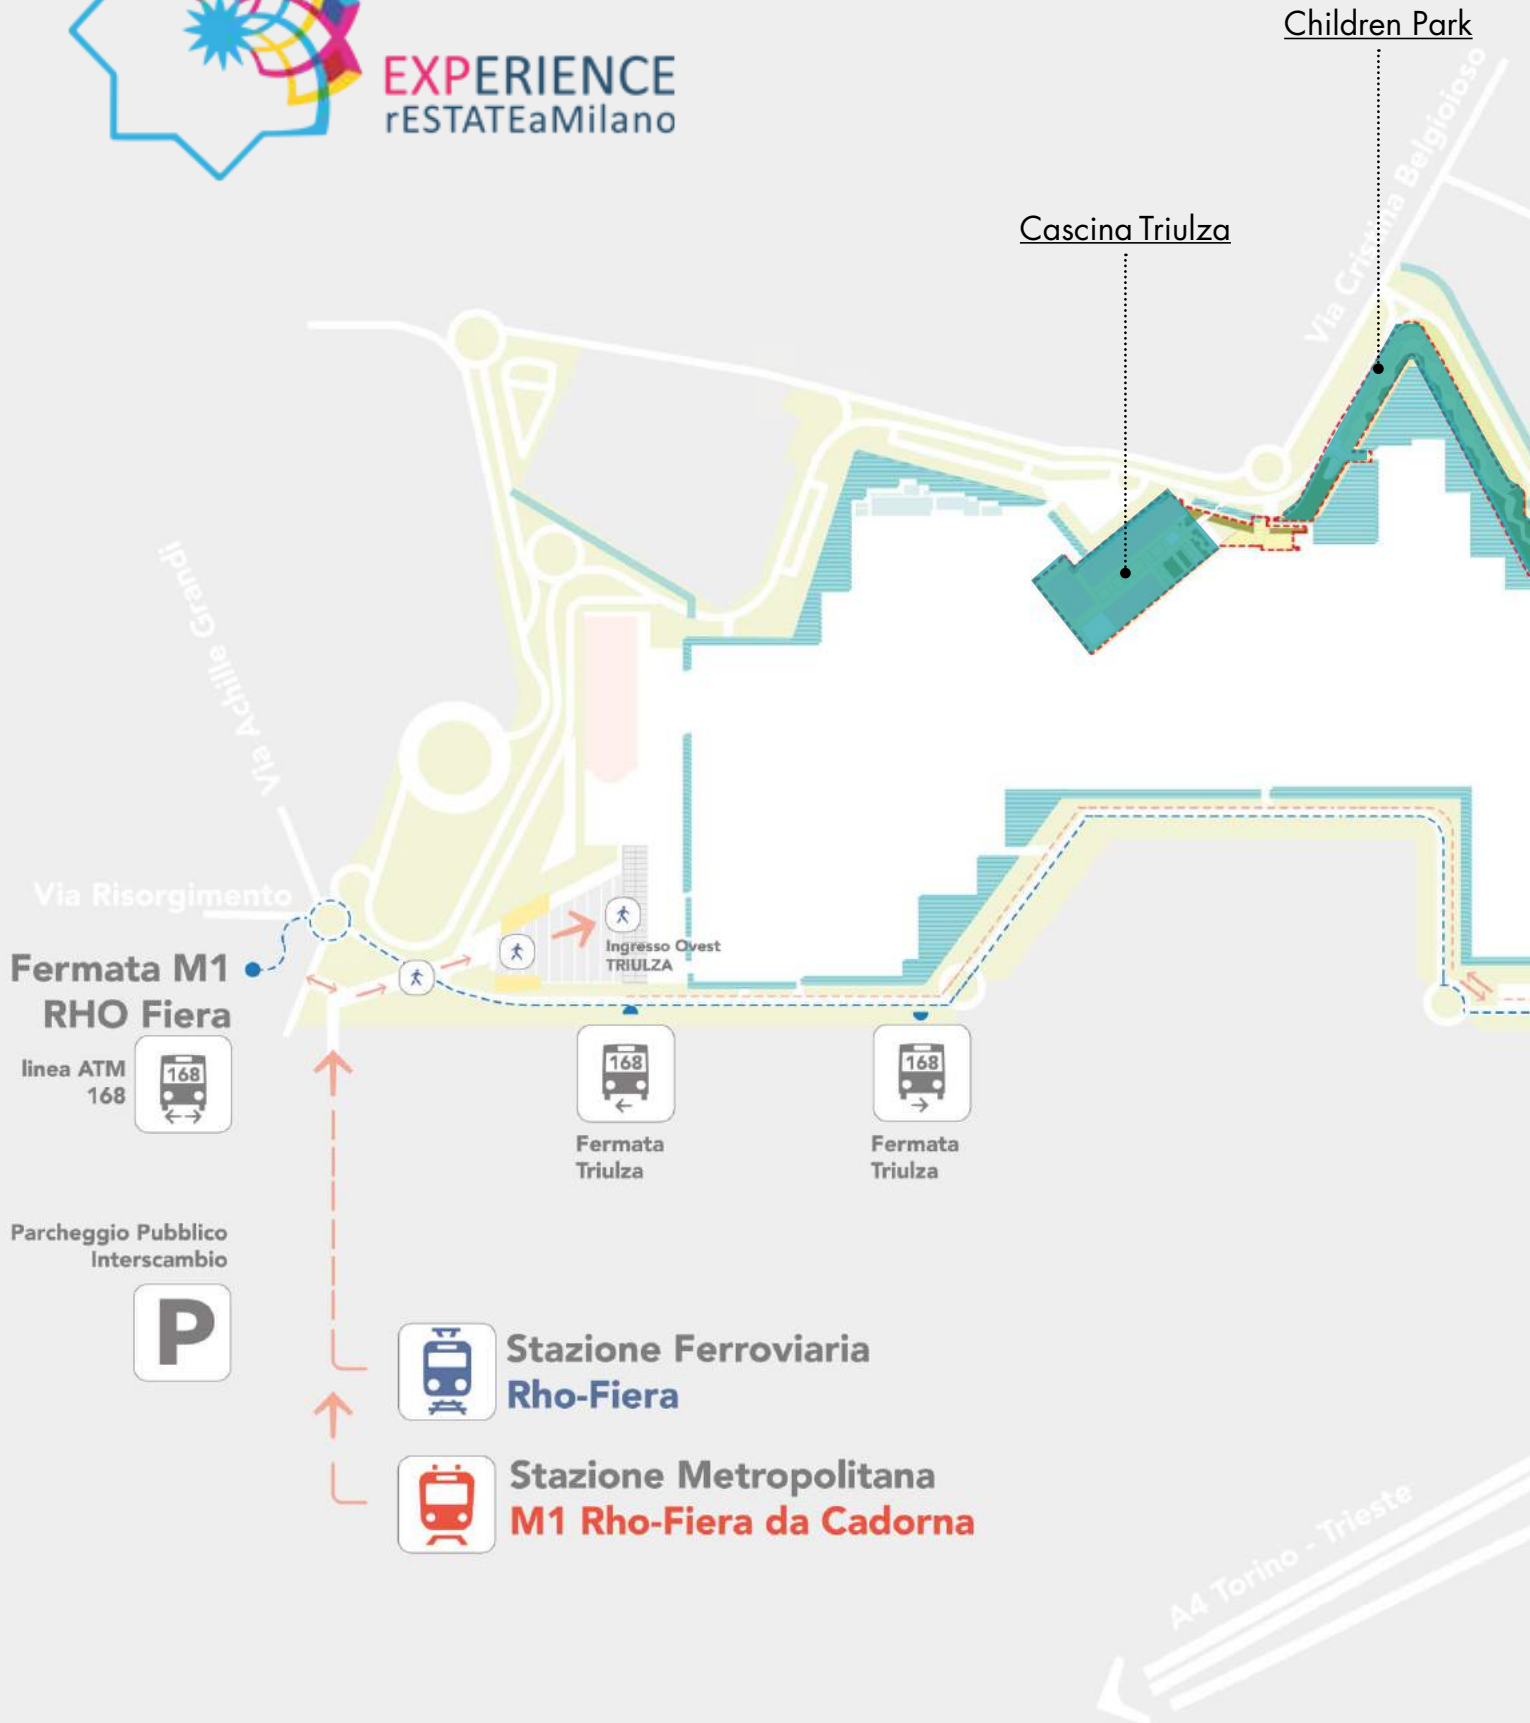 Children Park
EXPERIENCE
rESTATEaMilano
Via Cristina Belgioioso
Cascina Triulza
Via Achille Grandi
Via Risorgimento
Fermata M1
RHO Fiera
linea ATM
168
168
Ingresso Ovest
TRIULZA
168
Fermata
Triulza
168
Fermata
Triulza
Parcheggio Pubblico
Interscambio
P
Stazione Ferroviaria
Rho-Fiera
Stazione Metropolitana
M1 Rho-Fiera da Cadorna
A4 Torino - Trieste